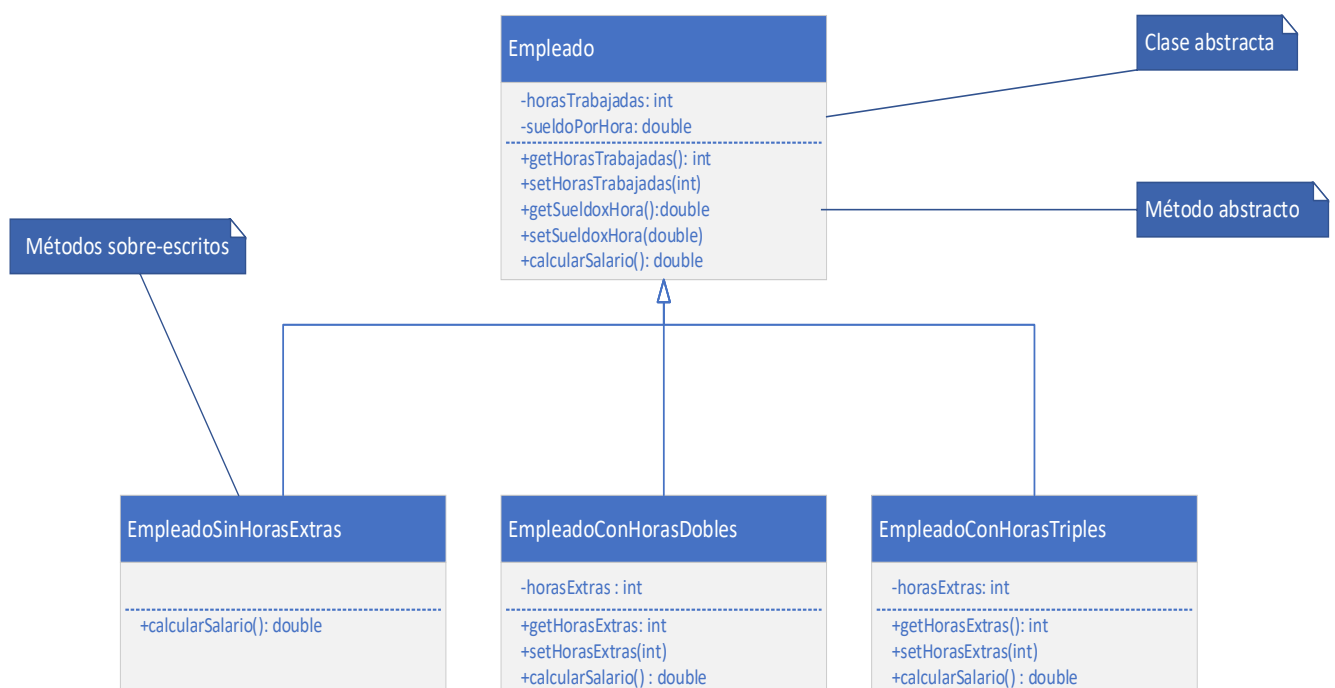 Empleado
-horasTrabajadas: int
-sueldoPorHora: double
+getHorasTrabajadas(): int
+setHorasTrabajadas(int)
+getSueldoxHora():double
+setSueldoxHora(double)
+calcularSalario(): double
Clase abstracta
Método abstracto
Métodos sobre-escritos
EmpleadoSinHorasExtras
+calcularSalario(): double
EmpleadoConHorasDobles
-horasExtras : int
+getHorasExtras: int
+setHorasExtras(int)
+calcularSalario() : double
EmpleadoConHorasTriples
-horasExtras: int
+getHorasExtras(): int
+setHorasExtras(int)
+calcularSalario() : double